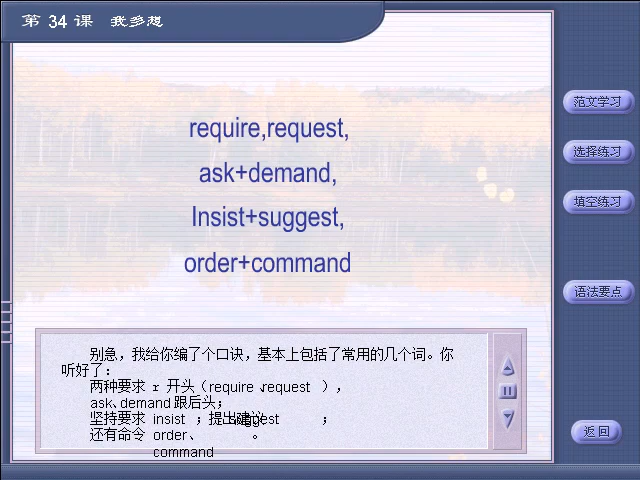 第 34 课 我多想
require,request,
ask+demand,
Insist+suggest,
order+command
范文学习
选择练习
填空练习
语法要点
别急，我给你编了个口诀，基本上包括了常用的几个词。你
听好了：
两种要求 r 开头（require 、request ），
ask、demand 跟后头；
坚持要求 insist ；提出建议 suggest ；
还有命令 order、 。
command
返 回